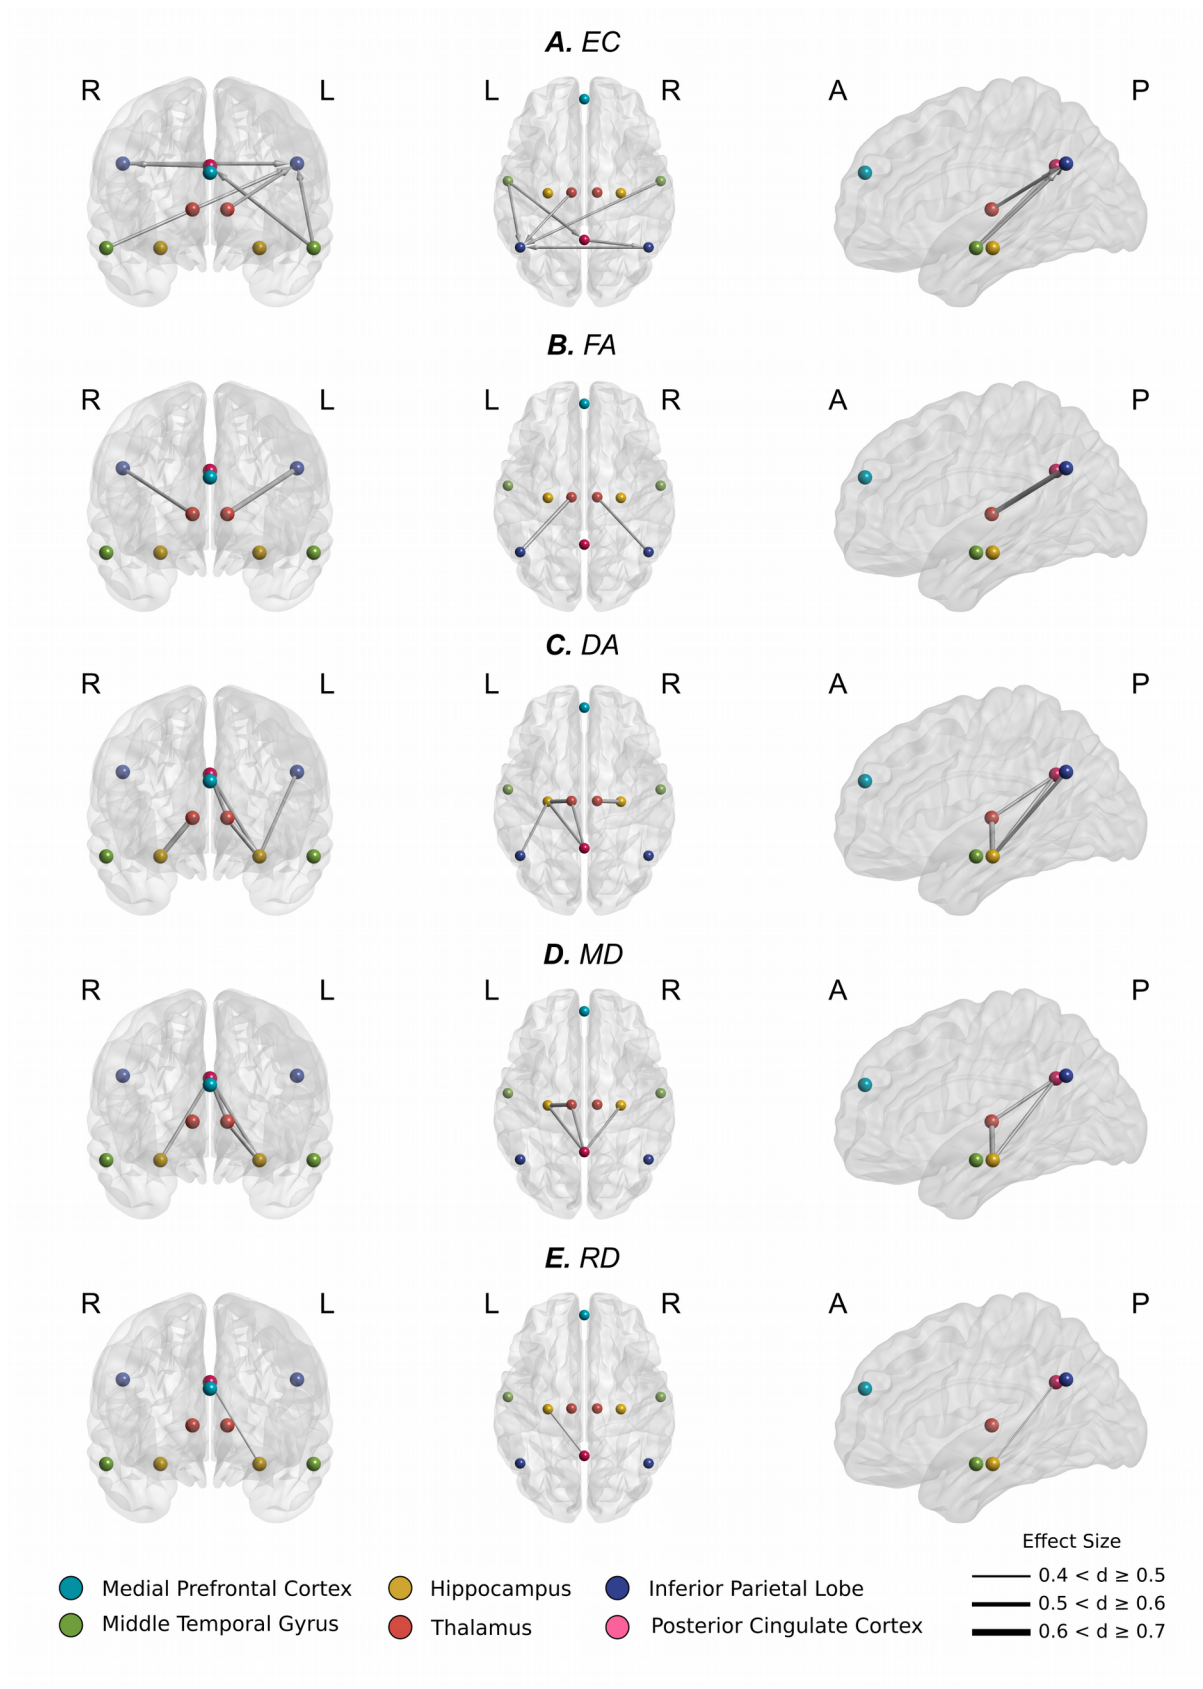 A. EC
R L L R A P
B. FA
R L L R A P
C. DA
R L L R A P
D. MD
R L L R A P
E. RD
R L L R A P
Effect Size
Medial Prefrontal Cortex Hippocampus Inferior Parietal Lobe 0.4 < d ≥ 0.5
0.5 < d ≥ 0.6
Middle Temporal Gyrus Thalamus Posterior Cingulate Cortex 0.6 < d ≥ 0.7